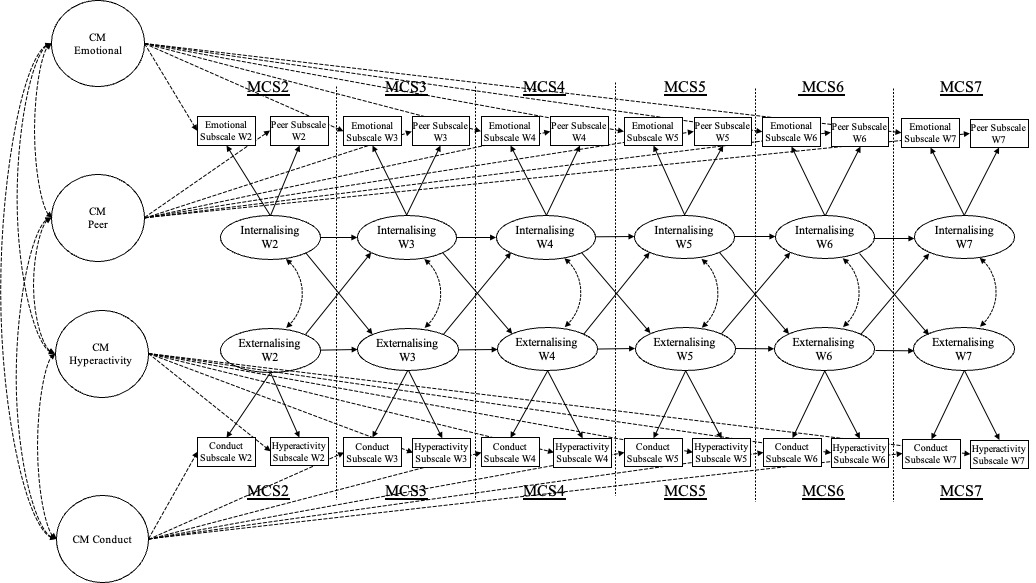 CM
Emotional
MCS2
MCS3
MCS4
MCS5
MCS6
MCS7
Emotional
Subscale W2
Peer Subscale
W2
Emotional
Subscale W3
Peer Subscale
W3
Emotional
Subscale W4
Peer Subscale
W4
Emotional
Subscale W5
Peer Subscale
W5
Emotional
Subscale W6
Peer Subscale
W6
Emotional
Subscale W7
Peer Subscale
W7
CM
Peer
Internalising
W2
Internalising
W3
Internalising
W4
Internalising
W5
Internalising
W6
Internalising
W7
CM
Hyperactivity
Externalising
W2
Externalising
W3
Externalising
W4
Externalising
W5
Externalising
W6
Externalising
W7
Conduct
Subscale W2
Hyperactivity
Subscale W2
Conduct
Subscale W3
Hyperactivity
Subscale W3
Conduct
Subscale W4
Hyperactivity
Subscale W4
Conduct
Subscale W5
Hyperactivity
Subscale W5
Conduct
Subscale W6
Hyperactivity
Subscale W6
Conduct
Subscale W7
Hyperactivity
Subscale W7
MCS2
MCS3
MCS4
MCS5
MCS6
MCS7
CM Conduct